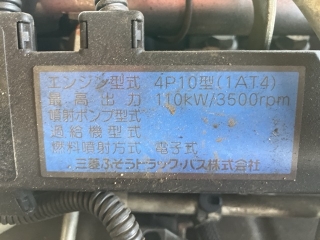 エンジン型式 4P10型(1AT4)
最高出力 110kW/3500rpm
噴射ポンプ型式
過給機型式
燃料噴射方式 電子式
三菱ふそうトラック・バス株式会社